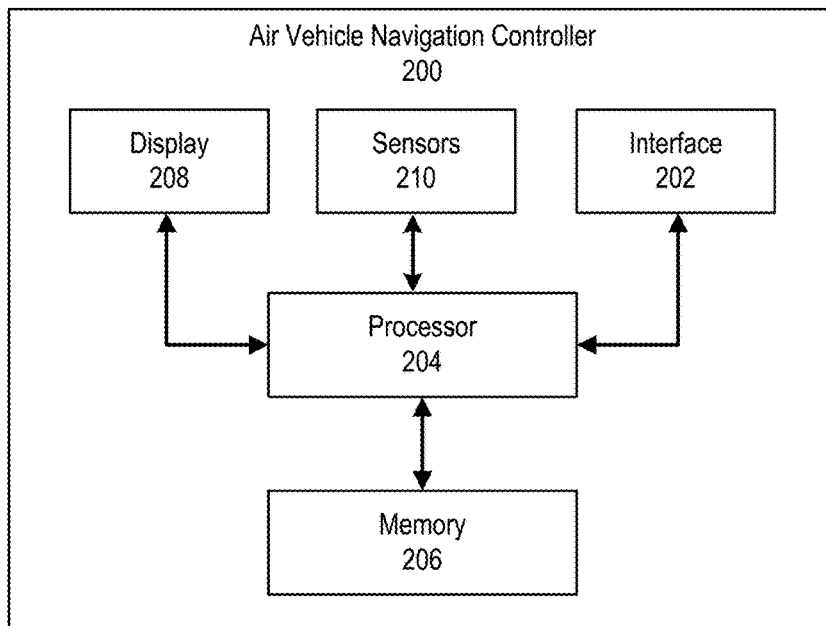 Air Vehicle Navigation Controller
200
Display
208
Sensors
210
Interface
202
Processor
204
Memory
206